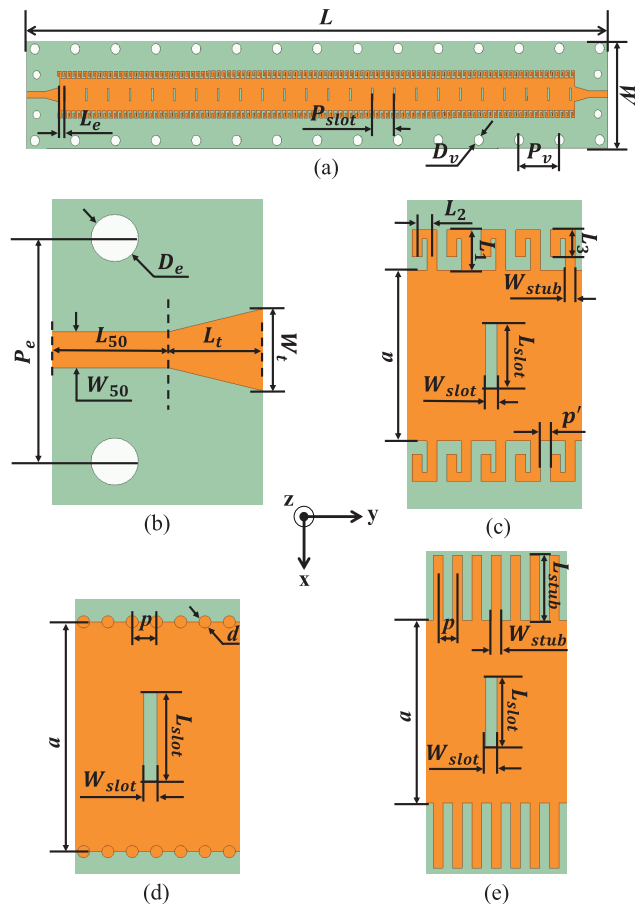 L
W
L_e
P_slot
D_v
P_v
(a)
D_e
P_e
L_50
L_t
W_t
W_50
(b)
L_2
L_1
L_3
W_stub
a
L_slot
W_slot
p'
(c)
z
y
x
p
d
a
L_slot
W_slot
(d)
L_stub
p
W_stub
a
L_slot
W_slot
(e)